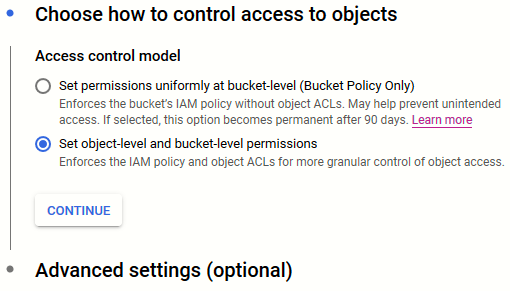 Choose how to control access to objects
Access control model
Set permissions uniformly at bucket-level (Bucket Policy Only)
Enforces the bucket's IAM policy without object ACLs. May help prevent unintended
access. If selected, this option becomes permanent after 90 days. Learn more
Set object-level and bucket-level permissions
Enforces the IAM policy and object ACLs for more granular control of object access.
CONTINUE
Advanced settings (optional)